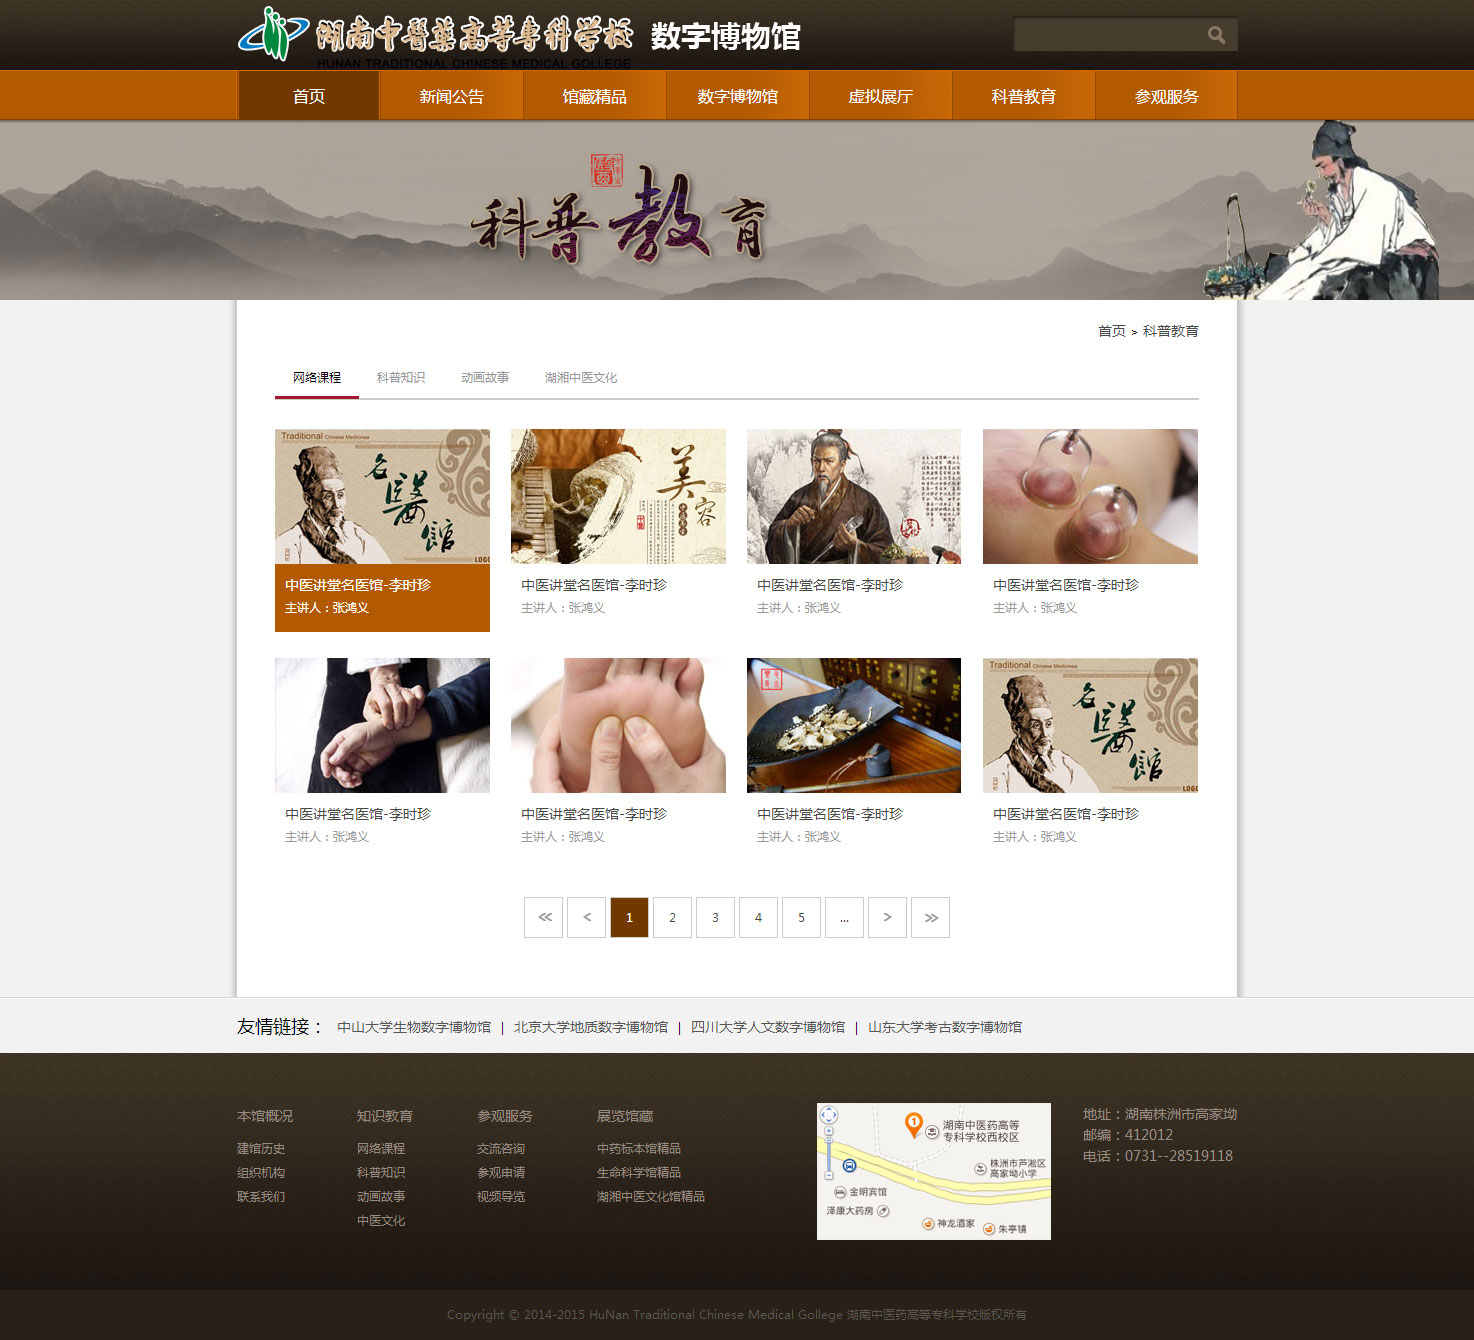 湖南中醫藥高等專科学校 数字博物馆
HUNAN TRADITIONAL CHINESE MEDICAL GOLLEGE
首页 新闻公告 馆藏精品 数字博物馆 虚拟展厅 科普教育 参观服务
科普教育
首页 > 科普教育
网络课程 科普知识 动画故事 湖湘中医文化
Traditional Chinese Medicines
名醫馆
LOGO
美容
中医讲堂名医馆-李时珍 中医讲堂名医馆-李时珍 中医讲堂名医馆-李时珍 中医讲堂名医馆-李时珍
主讲人：张鸿义 主讲人：张鸿义 主讲人：张鸿义 主讲人：张鸿义
Traditional Chinese Medicines
名醫馆
LOGO
中医讲堂名医馆-李时珍 中医讲堂名医馆-李时珍 中医讲堂名医馆-李时珍 中医讲堂名医馆-李时珍
主讲人：张鸿义 主讲人：张鸿义 主讲人：张鸿义 主讲人：张鸿义
<< < 1 2 3 4 5 ... > >>
友情链接： 中山大学生物数字博物馆 | 北京大学地质数字博物馆 | 四川大学人文数字博物馆 | 山东大学考古数字博物馆
本馆概况 知识教育 参观服务 展览馆藏
建馆历史 网络课程 交流咨询 中药标本馆精品
组织机构 科普知识 参观申请 生命科学馆精品
联系我们 动画故事 视频导览 湖湘中医文化馆精品
中医文化
1
湖南中医药高等
专科学校西校区
株洲市芦淞区
高家坳小学
金明宾馆
泽康大药房
神龙酒家
朱亭镇
地址：湖南株洲市高家坳
邮编：412012
电话：0731--28519118
Copyright © 2014-2015 HuNan Traditional Chinese Medical Gollege 湖南中医药高等专科学校版权所有